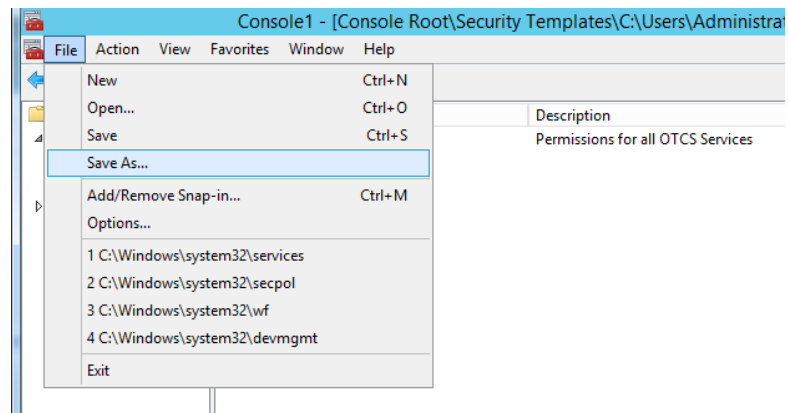 Console1 - [Console Root\Security Templates\C:\Users\Administrat
File Action View Favorites Window Help
New Ctrl+N
Open... Ctrl+O
Description
Save Ctrl+S
Permissions for all OTCS Services
Save As...
Add/Remove Snap-in... Ctrl+M
Options...
1 C:\Windows\system32\services
2 C:\Windows\system32\secpol
3 C:\Windows\system32\wf
4 C:\Windows\system32\devmgmt
Exit